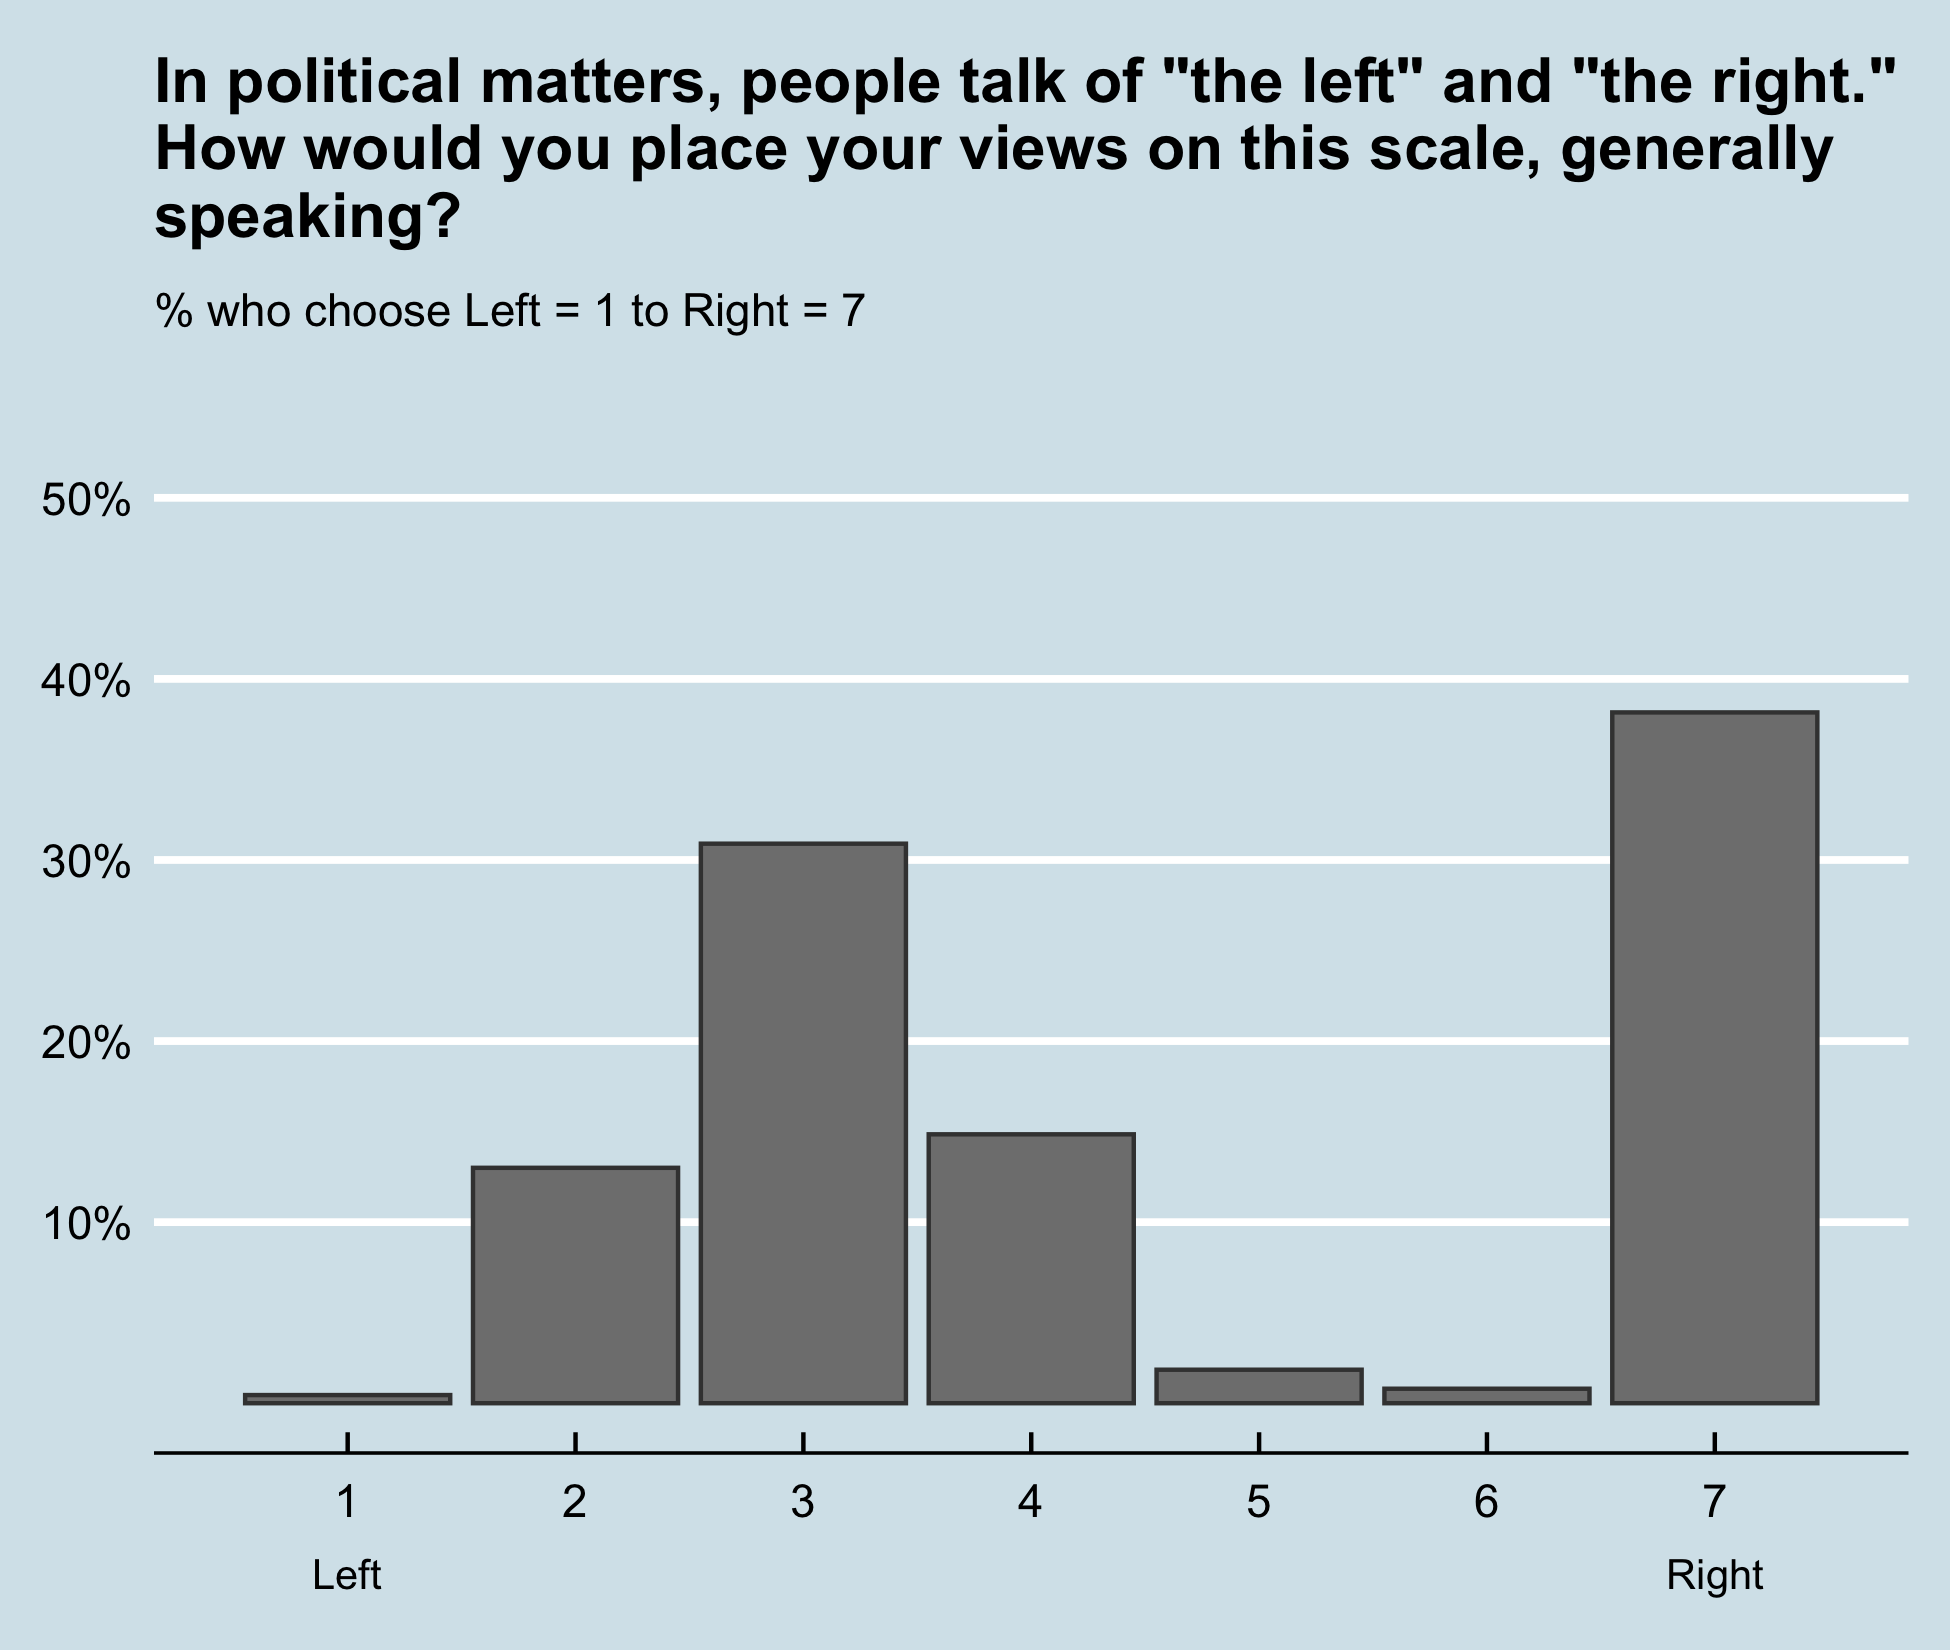 In political matters, people talk of "the left" and "the right."
How would you place your views on this scale, generally
speaking?
% who choose Left = 1 to Right = 7
50%
40%
30%
20%
10%
1 2 3 4 5 6 7
Left Right